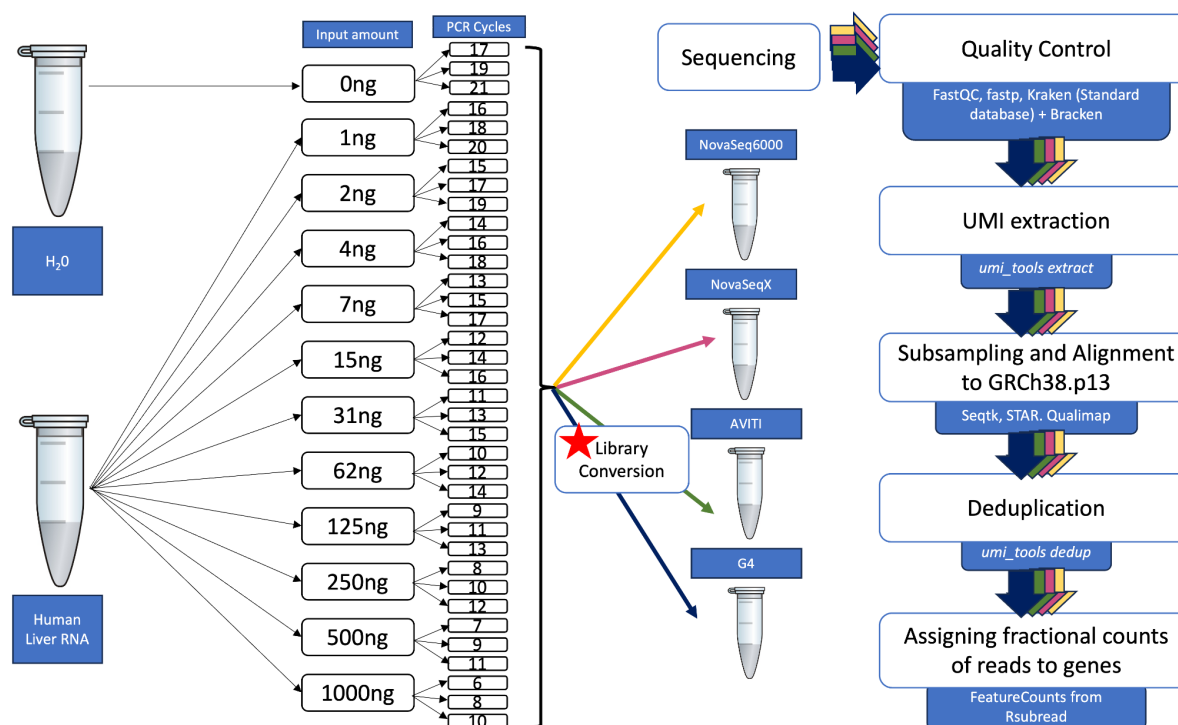 Input amount
PCR Cycles
0ng
17
19
21
1ng
16
18
20
2ng
15
17
19
4ng
14
16
18
7ng
13
15
17
15ng
12
14
16
31ng
11
13
15
62ng
10
12
14
125ng
9
11
13
250ng
8
10
12
500ng
7
9
11
1000ng
6
8
10
H₂0
Human
Liver RNA
Library
Conversion
NovaSeq6000
NovaSeqX
AVITI
G4
Sequencing
Quality Control
FastQC, fastp, Kraken (Standard
database) + Bracken
UMI extraction
umi_tools extract
Subsampling and Alignment
to GRCh38.p13
Seqtk, STAR. Qualimap
Deduplication
umi_tools dedup
Assigning fractional counts
of reads to genes
FeatureCounts from
Rsubread